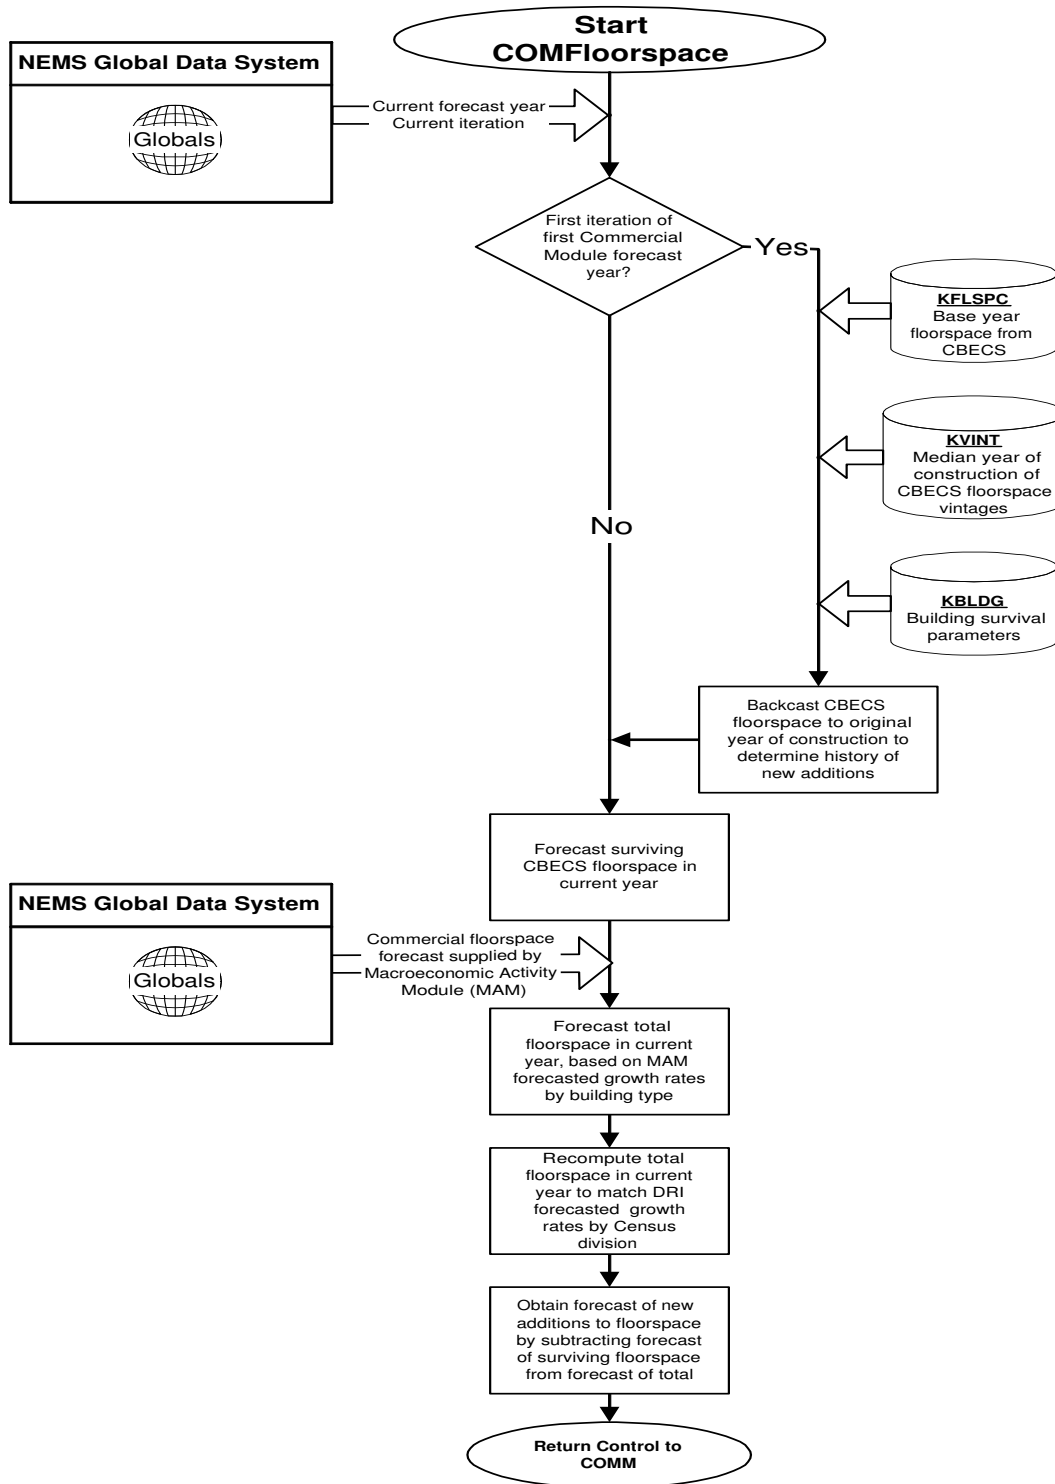 Start
COMFloorspace
NEMS Global Data System
Globals
Current forecast year
Current iteration
First iteration of
first Commercial
Module forecast
year?
Yes
KFLSPC
Base year
floorspace from
CBECS
KVINT
Median year of
construction of
CBECS floorspace
vintages
No
KBLDG
Building survival
parameters
Backcast CBECS
floorspace to original
year of construction to
determine history of
new additions
Forecast surviving
CBECS floorspace in
current year
NEMS Global Data System
Globals
Commercial floorspace
forecast supplied by
Macroeconomic Activity
Module (MAM)
Forecast total
floorspace in current
year, based on MAM
forecasted growth rates
by building type
Recompute total
floorspace in current
year to match DRI
forecasted growth
rates by Census
division
Obtain forecast of new
additions to floorspace
by subtracting forecast
of surviving floorspace
from forecast of total
Return Control to
COMM